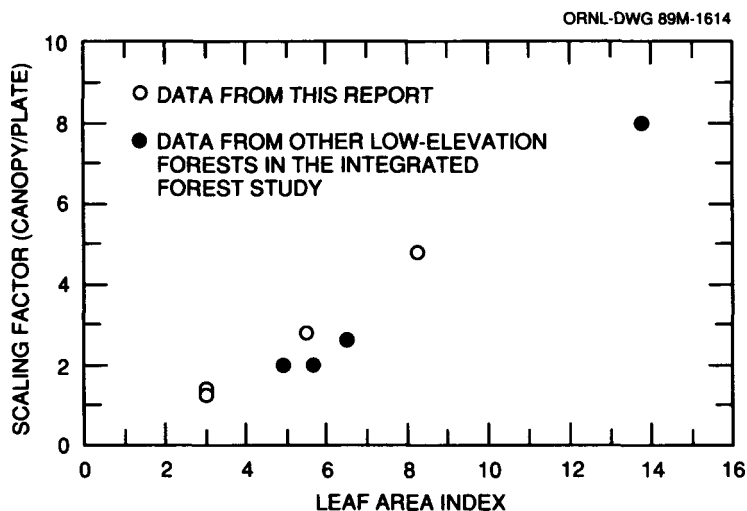 ORNL-DWG 89M-1614
10
8
6
4
2
0
SCALING FACTOR (CANOPY/PLATE)
DATA FROM THIS REPORT
DATA FROM OTHER LOW-ELEVATION
FORESTS IN THE INTEGRATED
FOREST STUDY
0 2 4 6 8 10 12 14 16
LEAF AREA INDEX